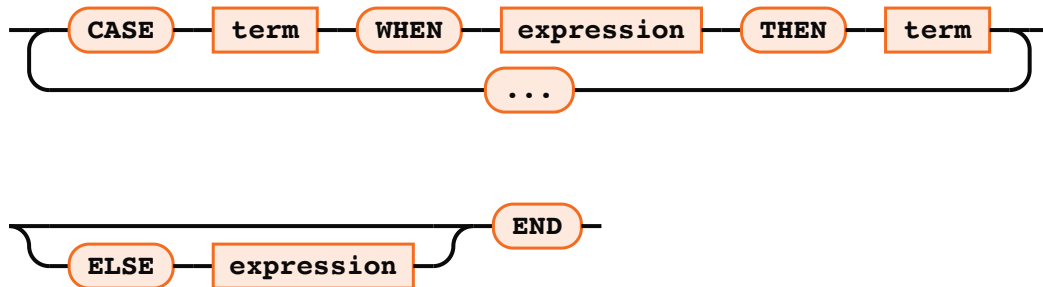 CASE term WHEN expression THEN term
...
END
ELSE expression